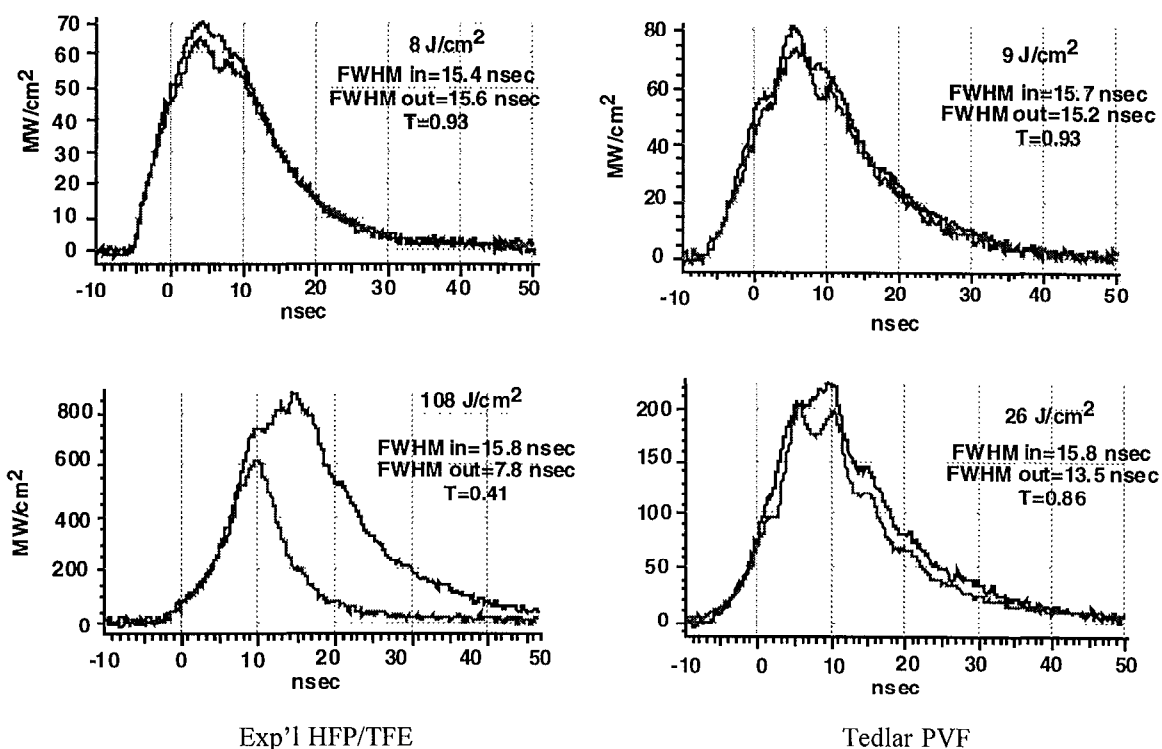 70
60
50
40
30
20
10
0
MW/cm2
8 J/cm2
FWHM in=15.4 nsec
FWHM out=15.6 nsec
T=0.93
-10 0 10 20 30 40 50
nsec
80
60
40
20
0
MW/cm2
9 J/cm2
FWHM in=15.7 nsec
FWHM out=15.2 nsec
T=0.93
-10 0 10 20 30 40 50
nsec
800
600
400
200
0
MW/cm2
108 J/cm2
FWHM in=15.8 nsec
FWHM out=7.8 nsec
T=0.41
-10 0 10 20 30 40 50
nsec
Exp'l HFP/TFE
200
150
100
50
0
26 J/cm2
FWHM in=15.8 nsec
FWHM out=13.5 nsec
T=0.86
-10 0 10 20 30 40 50
nsec
Tedlar PVF